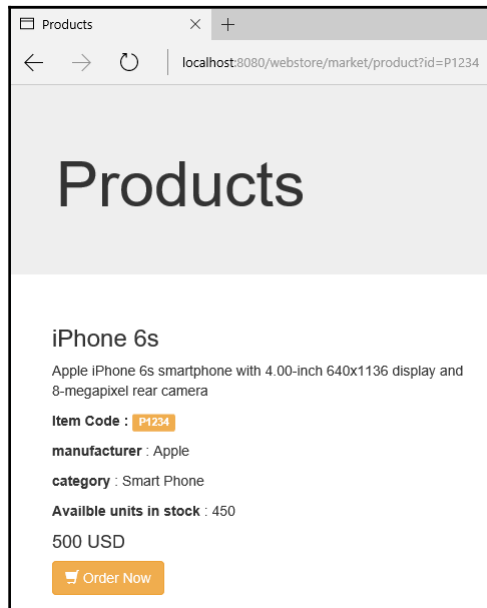 Products
localhost:8080/webstore/market/product?id=P1234
Products
iPhone 6s
Apple iPhone 6s smartphone with 4.00-inch 640x1136 display and
8-megapixel rear camera
Item Code : P1234
manufacturer : Apple
category : Smart Phone
Availble units in stock : 450
500 USD
Order Now